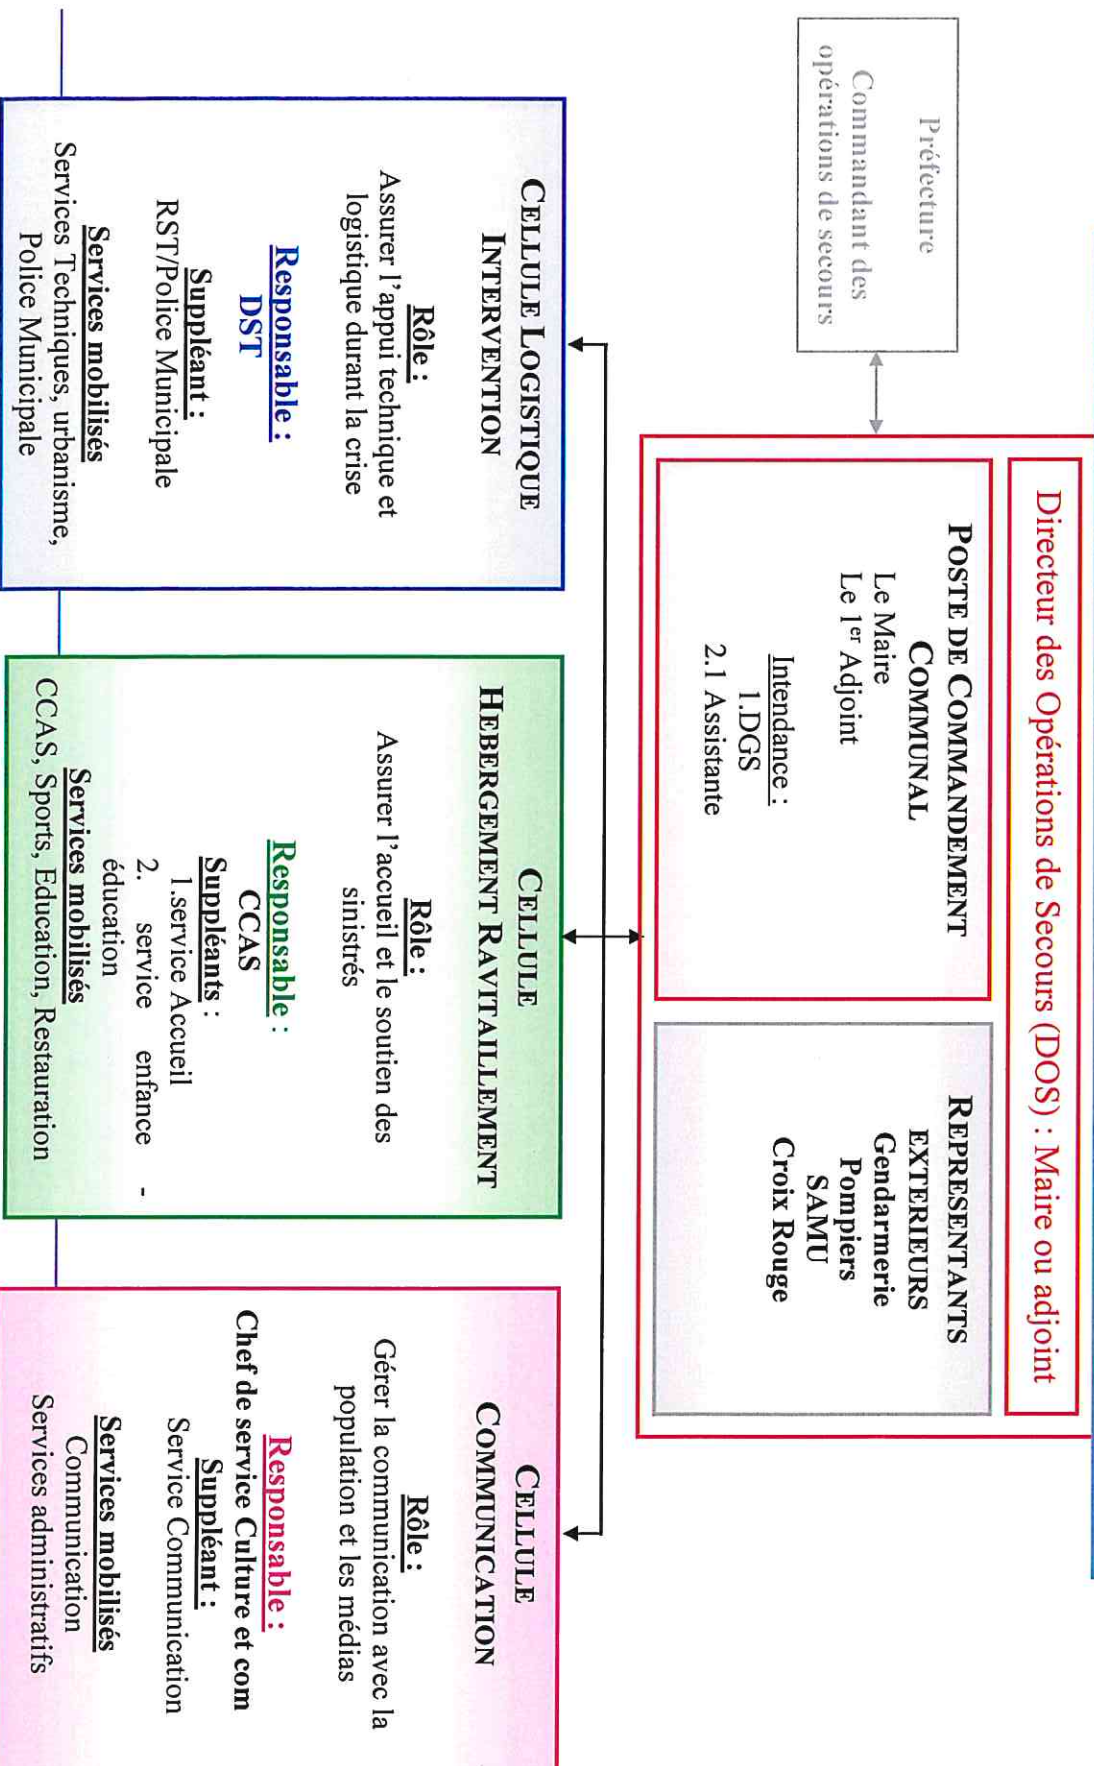 Directeur des Opérations de Secours (DOS) : Maire ou adjoint
Préfecture
Commandant des
opérations de secours
POSTE DE COMMANDEMENT
COMMUNAL
Le Maire
Le 1er Adjoint
Intendance :
1.DGS
2.1 Assistante
REPRESENTANTS
EXTERIEURS
Gendarmerie
Pompiers
SAMU
Croix Rouge
CELLULE LOGISTIQUE
INTERVENTION
Rôle :
Assurer l'appui technique et
logistique durant la crise
Responsable :
DST
Suppléant :
RST/Police Municipale
Services mobilisés
Services Techniques, urbanisme,
Police Municipale
CELLULE
HEBERGEMENT RAVITAILLEMENT
Rôle :
Assurer l'accueil et le soutien des
sinistrés
Responsable :
CCAS
Suppléants :
1.service Accueil
2. service enfance -
éducation
Services mobilisés
CCAS, Sports, Education, Restauration
CELLULE
COMMUNICATION
Rôle :
Gérer la communication avec la
population et les médias
Responsable :
Chef de service Culture et com
Suppléant :
Service Communication
Services mobilisés
Communication
Services administratifs